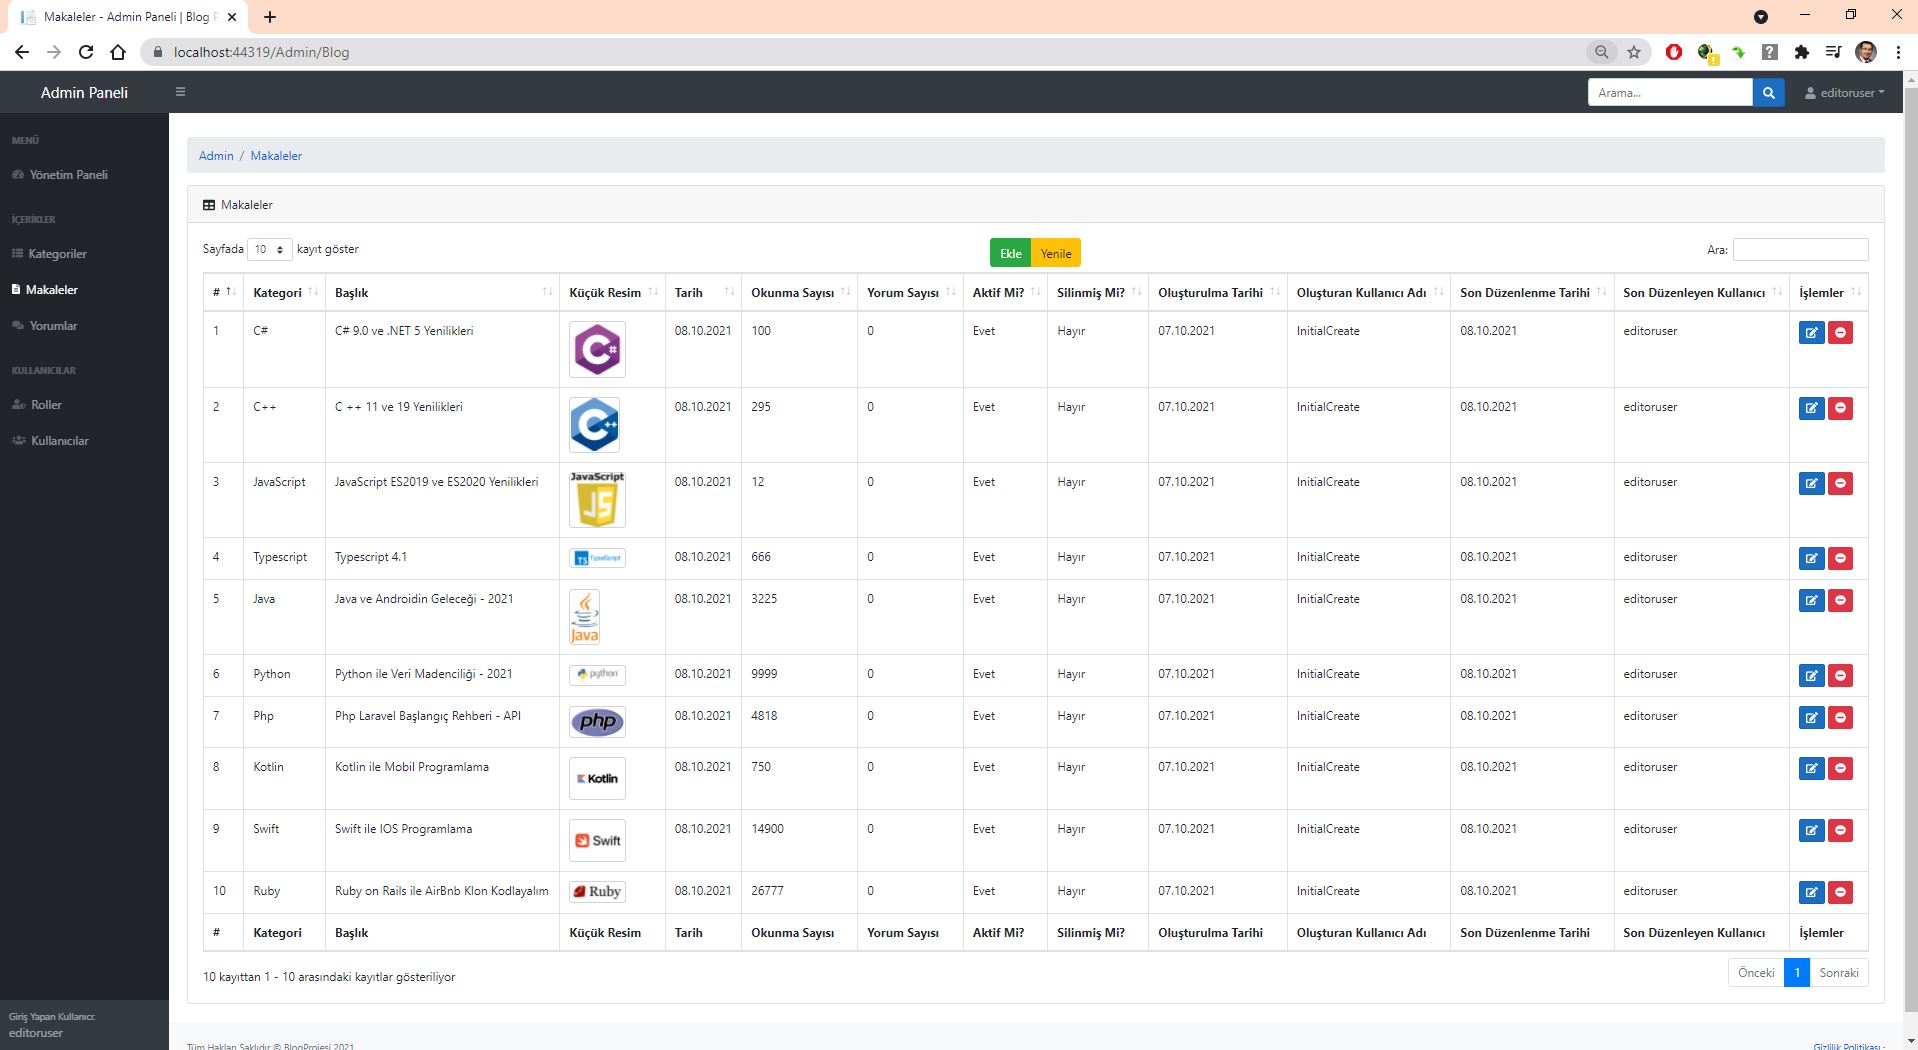 Makaleler - Admin Paneli | Blog P
localhost:44319/Admin/Blog
Admin Paneli
Arama...
editoruser
MENÜ
Yönetim Paneli
İÇERİKLER
Kategoriler
Makaleler
Yorumlar
KULLANICILAR
Roller
Kullanıcılar
Giriş Yapan Kullanıcı:
editoruser
Admin / Makaleler
Makaleler
Sayfada 10 kayıt göster
Ekle Yenile
Ara:
# Kategori Başlık Küçük Resim Tarih Okunma Sayısı Yorum Sayısı Aktif Mi? Silinmiş Mi? Oluşturulma Tarihi Oluşturan Kullanıcı Adı Son Düzenlenme Tarihi Son Düzenleyen Kullanıcı İşlemler
1 C# C# 9.0 ve .NET 5 Yenilikleri C# 08.10.2021 100 0 Evet Hayır 07.10.2021 InitialCreate 08.10.2021 editoruser
2 C++ C ++ 11 ve 19 Yenilikleri C++ 08.10.2021 295 0 Evet Hayır 07.10.2021 InitialCreate 08.10.2021 editoruser
3 JavaScript JavaScript ES2019 ve ES2020 Yenilikleri JavaScript JS 08.10.2021 12 0 Evet Hayır 07.10.2021 InitialCreate 08.10.2021 editoruser
4 Typescript Typescript 4.1 TS TypeScript 08.10.2021 666 0 Evet Hayır 07.10.2021 InitialCreate 08.10.2021 editoruser
5 Java Java ve Androidin Geleceği - 2021 Java 08.10.2021 3225 0 Evet Hayır 07.10.2021 InitialCreate 08.10.2021 editoruser
6 Python Python ile Veri Madenciliği - 2021 python 08.10.2021 9999 0 Evet Hayır 07.10.2021 InitialCreate 08.10.2021 editoruser
7 Php Php Laravel Başlangıç Rehberi - API php 08.10.2021 4818 0 Evet Hayır 07.10.2021 InitialCreate 08.10.2021 editoruser
8 Kotlin Kotlin ile Mobil Programlama Kotlin 08.10.2021 750 0 Evet Hayır 07.10.2021 InitialCreate 08.10.2021 editoruser
9 Swift Swift ile IOS Programlama Swift 08.10.2021 14900 0 Evet Hayır 07.10.2021 InitialCreate 08.10.2021 editoruser
10 Ruby Ruby on Rails ile AirBnb Klon Kodlayalım Ruby 08.10.2021 26777 0 Evet Hayır 07.10.2021 InitialCreate 08.10.2021 editoruser
# Kategori Başlık Küçük Resim Tarih Okunma Sayısı Yorum Sayısı Aktif Mi? Silinmiş Mi? Oluşturulma Tarihi Oluşturan Kullanıcı Adı Son Düzenlenme Tarihi Son Düzenleyen Kullanıcı İşlemler
10 kayıttan 1 - 10 arasındaki kayıtlar gösteriliyor
Önceki 1 Sonraki
Tüm Hakları Saklıdır © BlogProjesi 2021
Gizlilik Politikası ·